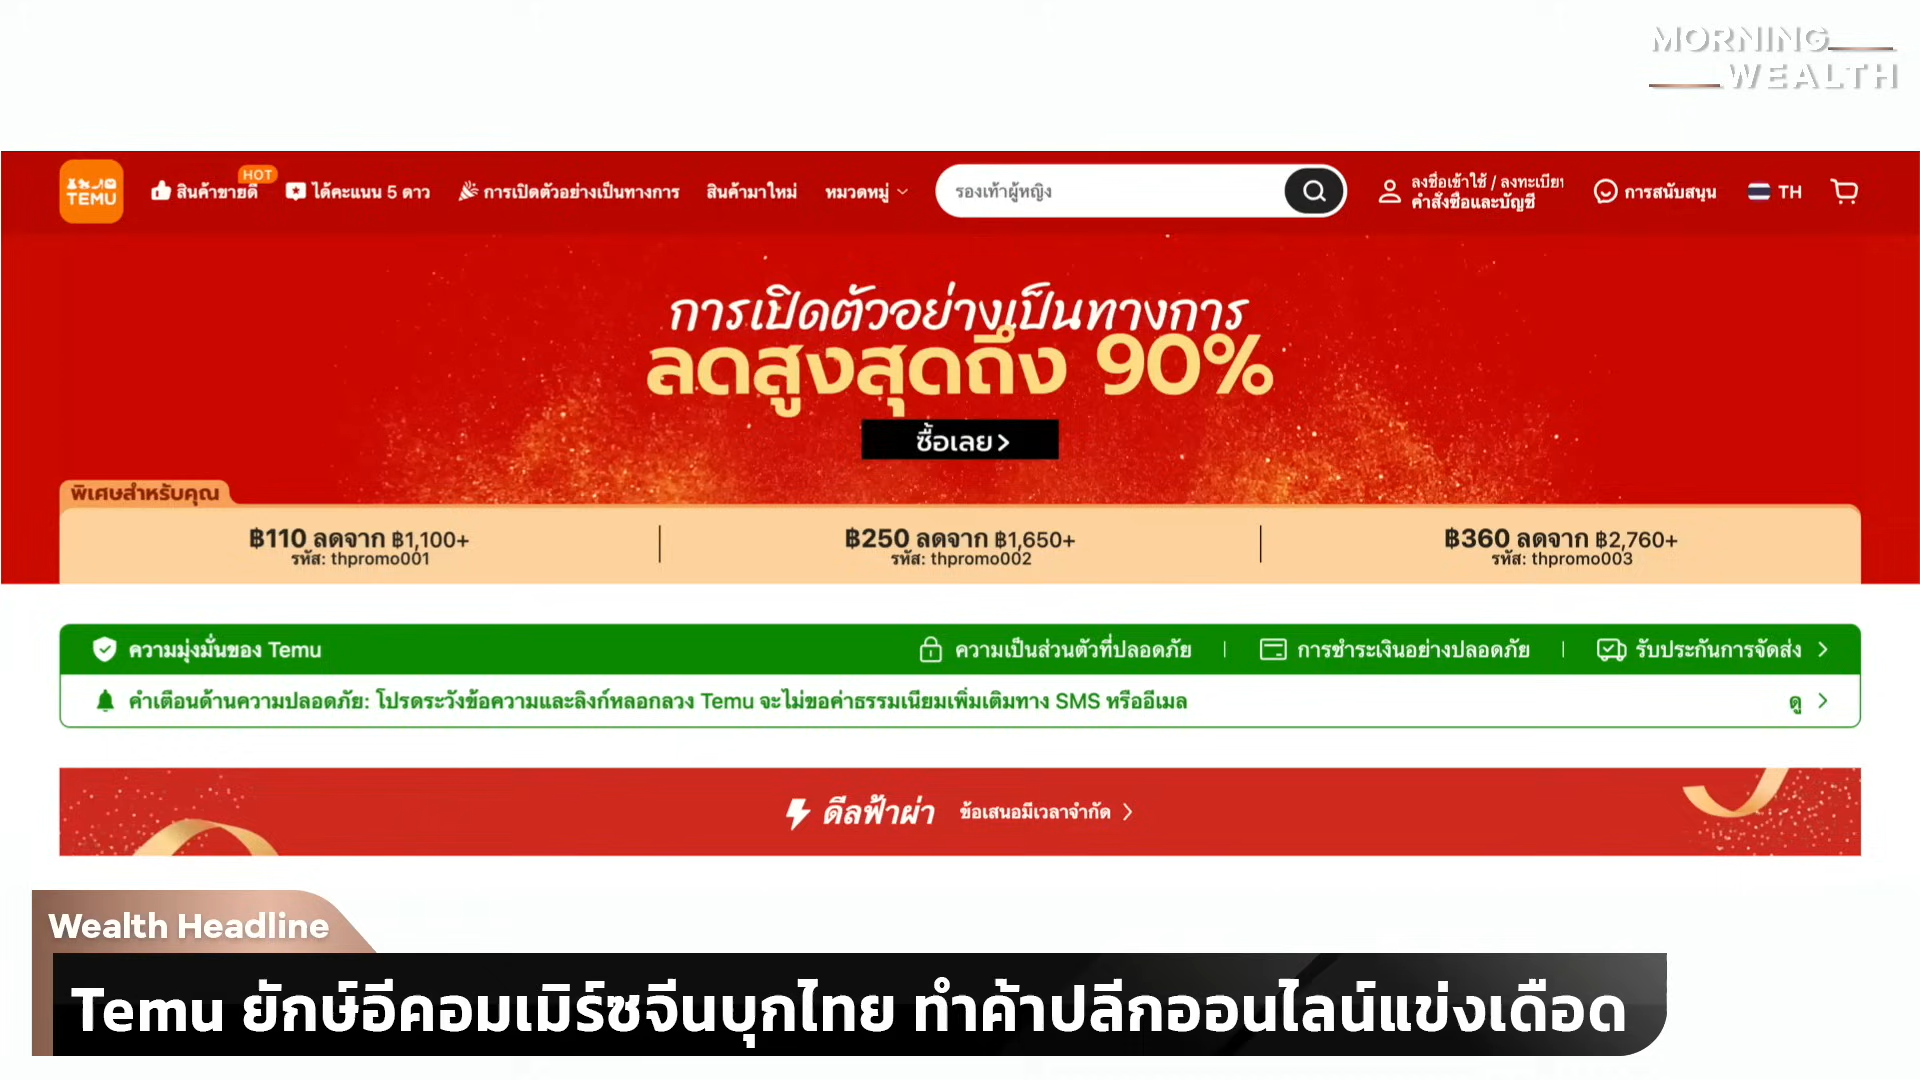 MORNING
WEALTH
TEMU
สินค้าขายดี
HOT
ได้คะแนน 5 ดาว
การเปิดตัวอย่างเป็นทางการ
สินค้ามาใหม่
หมวดหมู่
รองเท้าผู้หญิง
ลงชื่อเข้าใช้ / ลงทะเบีย
คำสั่งซื้อและบัญชี
การสนับสนุน
TH
การเปิดตัวอย่างเป็นทางการ
ลดสูงสุดถึง 90%
ซื้อเลย >
พิเศษสำหรับคุณ
฿110 ลดจาก ฿1,100+
รหัส: thpromo001
฿250 ลดจาก ฿1,650+
รหัส: thpromo002
฿360 ลดจาก ฿2,760+
รหัส: thpromo003
ความมุ่งมั่นของ Temu
ความเป็นส่วนตัวที่ปลอดภัย
การชำระเงินอย่างปลอดภัย
รับประกันการจัดส่ง >
คำเตือนด้านความปลอดภัย: โปรดระวังข้อความและลิงก์หลอกลวง Temu จะไม่ขอค่าธรรมเนียมเพิ่มเติมทาง SMS หรืออีเมล
ดู >
ดีลฟ้าผ่า
ข้อเสนอมีเวลาจำกัด >
Wealth Headline
Temu ยักษ์อีคอมเมิร์ซจีนบุกไทย ทำค้าปลีกออนไลน์แข่งเดือด